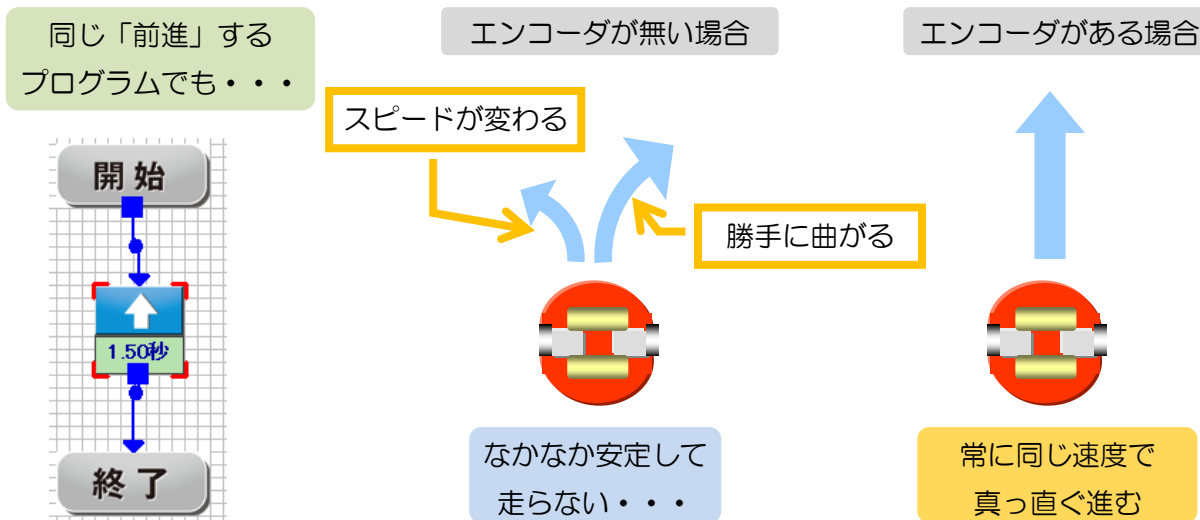 同じ「前進」する
プログラムでも・・・
開始
1.50秒
終了
エンコーダが無い場合
スピードが変わる
勝手に曲がる
なかなか安定して
走らない・・・
エンコーダがある場合
常に同じ速度で
真っ直ぐ進む